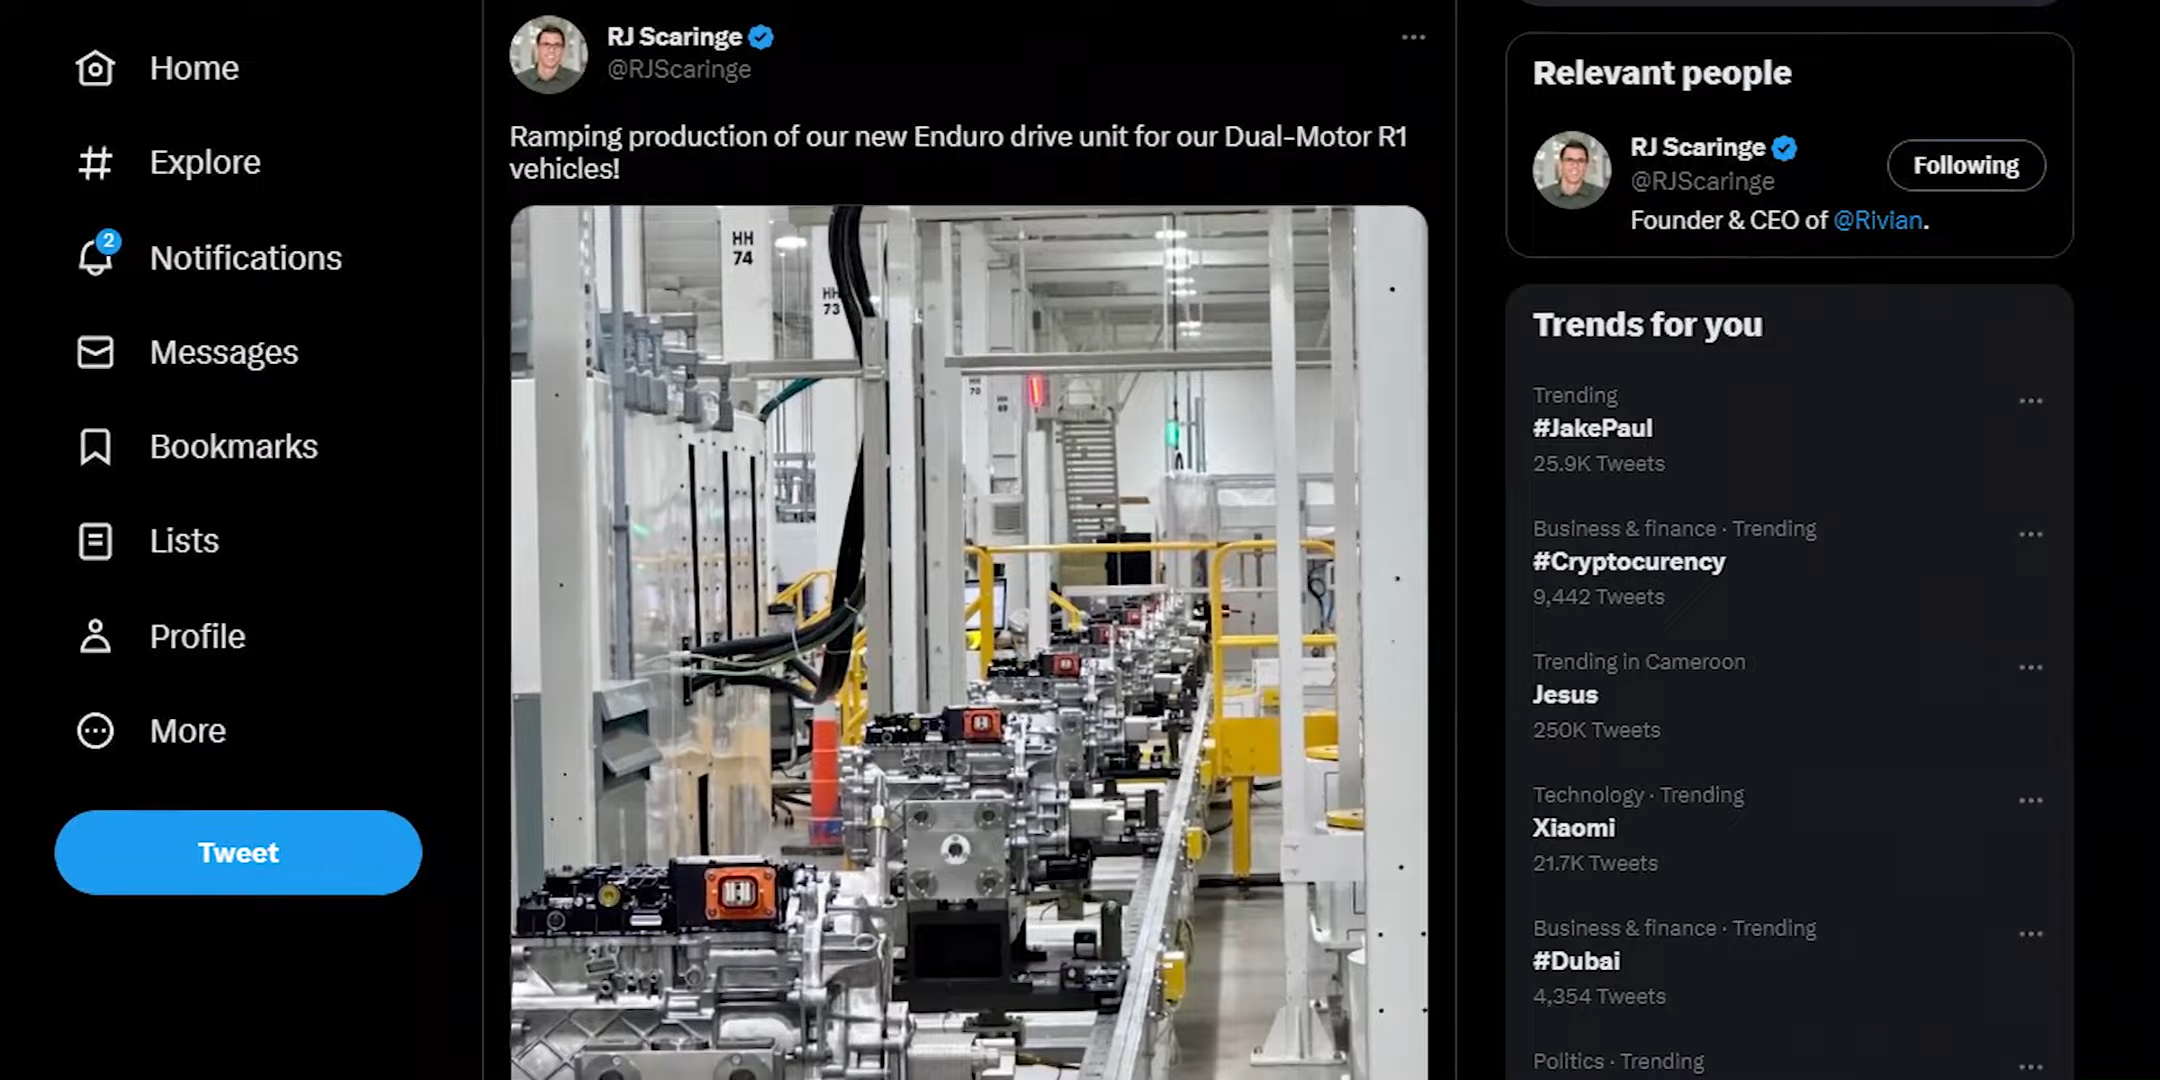 Home
Explore
2
Notifications
Messages
Bookmarks
Lists
Profile
More
Tweet
RJ Scaringe
@RJScaringe
Ramping production of our new Enduro drive unit for our Dual-Motor R1
vehicles!
HH
74
HH
73
HH
70
HH
69
Relevant people
RJ Scaringe
@RJScaringe
Following
Founder & CEO of @Rivian.
Trends for you
Trending
#JakePaul
25.9K Tweets
Business & finance · Trending
#Cryptocurency
9,442 Tweets
Trending in Cameroon
Jesus
250K Tweets
Technology · Trending
Xiaomi
21.7K Tweets
Business & finance · Trending
#Dubai
4,354 Tweets
Politics · Trending